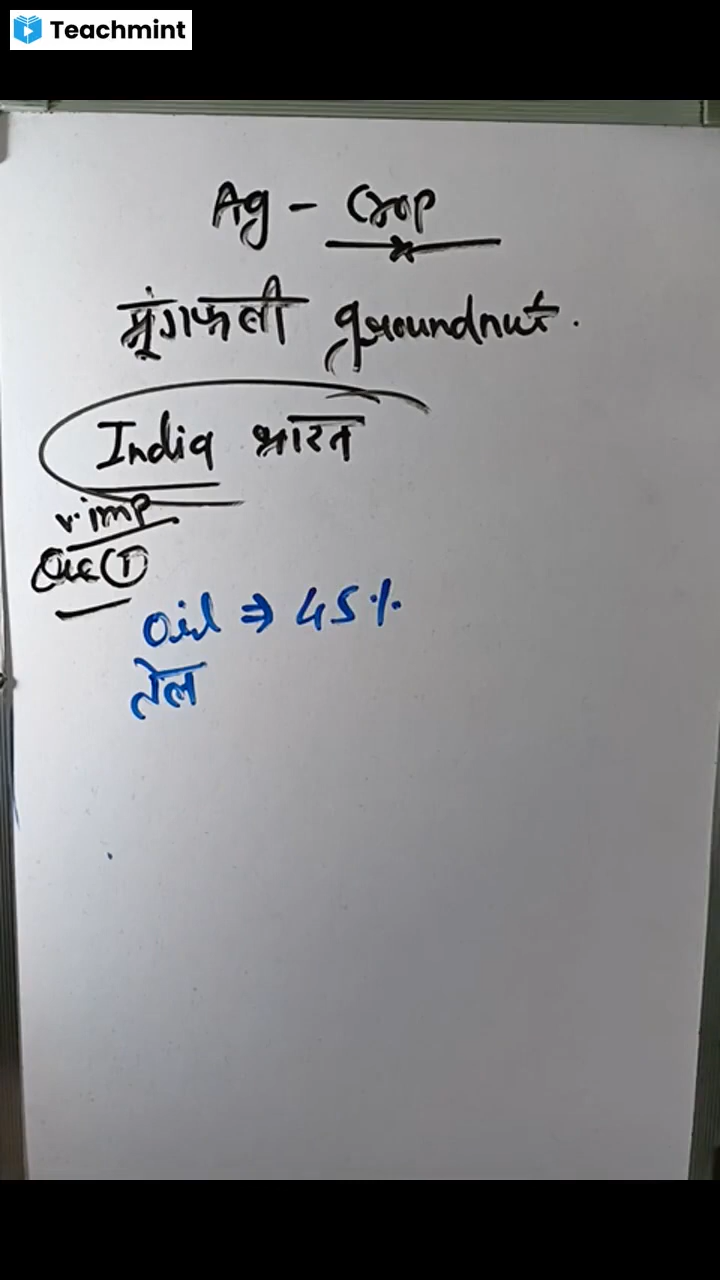 Teachmint
Ag - Crop
मूंगफली groundnut.
India भारत
v.imp
Que ①
Oil ⇒ 45%
तेल